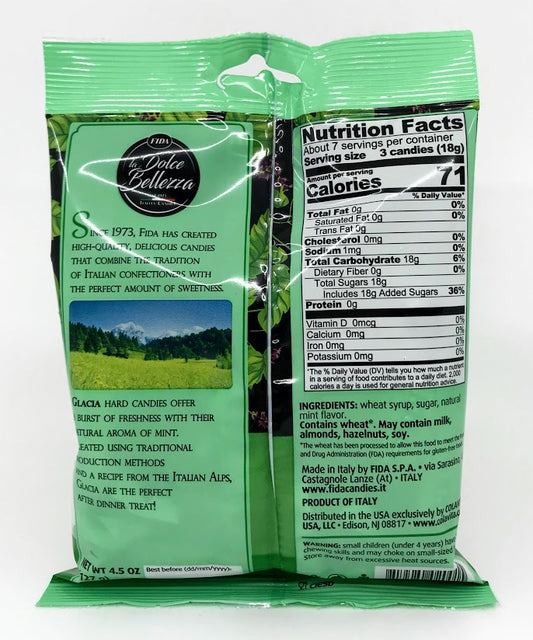 FIDA
la Dolce
Bellezza
SINCE 1973, FIDA HAS CREATED
HIGH-QUALITY, DELICIOUS CANDIES
THAT COMBINE THE TRADITION
OF ITALIAN CONFECTIONERS WITH
THE PERFECT AMOUNT OF SWEETNESS.
GLACIA HARD CANDIES OFFER
BURST OF FRESHNESS WITH THEIR
ATURAL AROMA OF MINT.
EATED USING TRADITIONAL
ODUCTION METHODS
ND A RECIPE FROM THE ITALIAN ALPS,
GLACIA ARE THE PERFECT
AFTER DINNER TREAT!
ET WT 4.5 OZ
Best before (dd/mm/yyyy):
Nutrition Facts
About 7 servings per container
Serving size 3 candies (18g)
Amount per serving
Calories 71
% Daily Value*
Total Fat 0g 0%
Saturated Fat 0g 0%
Trans Fat 0g
Cholesterol 0mg 0%
Sodium 1mg 0%
Total Carbohydrate 18g 6%
Dietary Fiber 0g 0%
Total Sugars 18g
Includes 18g Added Sugars 36%
Protein 0g
Vitamin D 0mcg 0%
Calcium 0mg 0%
Iron 0mg 0%
Potassium 0mg 0%
*The % Daily Value (DV) tells you how much a nutrient
in a serving of food contributes to a daily diet. 2,000
calories a day is used for general nutrition advice.
INGREDIENTS: wheat syrup, sugar, natural
mint flavor.
Contains wheat*. May contain milk,
almonds, hazelnuts, soy.
*The wheat has been processed to allow this food to meet the
and Drug Administration (FDA) requirements for gluten-free
Made in Italy by FIDA S.P.A. • via Sarasino
Castagnole Lanze (At) • ITALY
www.fidacandies.it
PRODUCT OF ITALY
Distributed in the USA exclusively by
USA, LLC • Edison, NJ 08817 •
WARNING: small children (under 4 years)
chewing skills and may choke on small-sized
Store away from excessive heat sources.